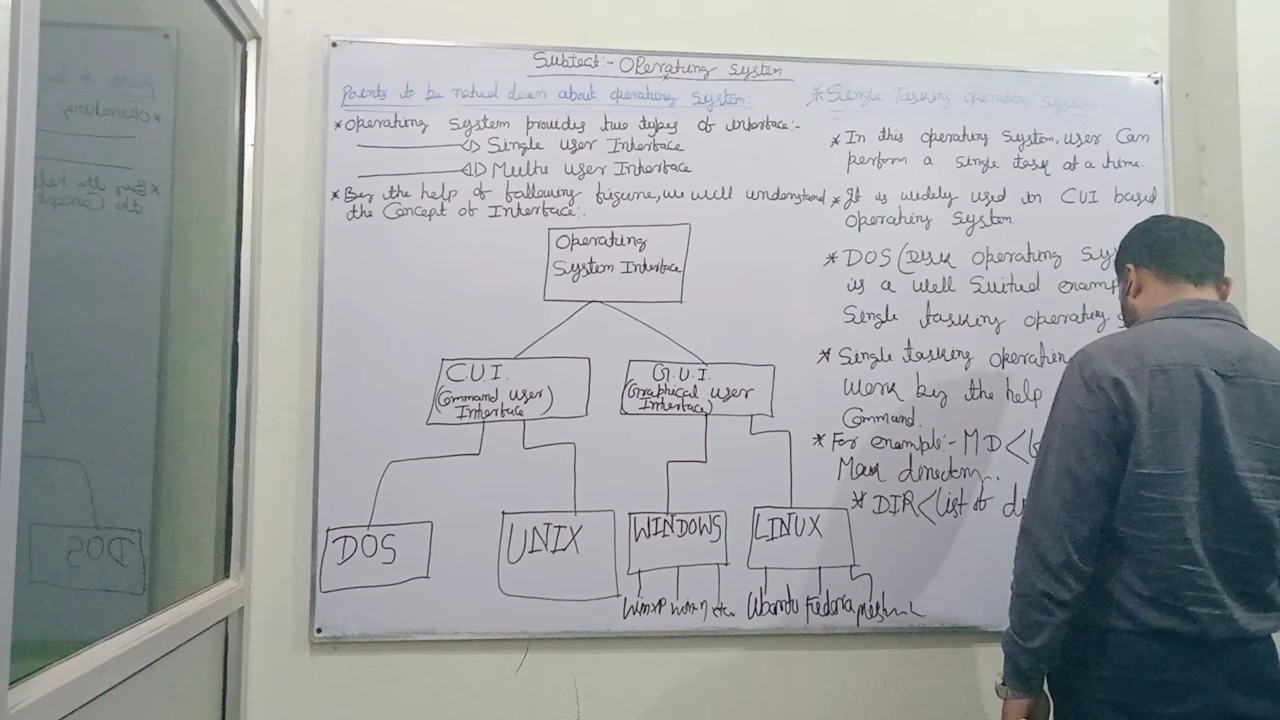 Subject:- Operating System
Points to be noted down about operating System:
*Operating System provides two types of interface:-
Single user Interface
Multi user Interface
*By the help of following figure, we will understand
the Concept of Interface:.
Operating
System Interface
C.U.I.
(Command User
Interface)
G.U.I.
(Graphical user
Interface)
DOS
UNIX
WINDOWS
LINUX
WinXP Win 7 etc
Ubantu Fedora
*Single Tasking operating System:-
*In this operating System, user Can
perform a single task at a time.
*It is widely used in CUI based
operating System
*DOS (Disk operating
is a well Suited
Single tasking operating
*Single tasking
work by the help
Command.
*For example:- MD <
directory.
*DIR <list of
DOS